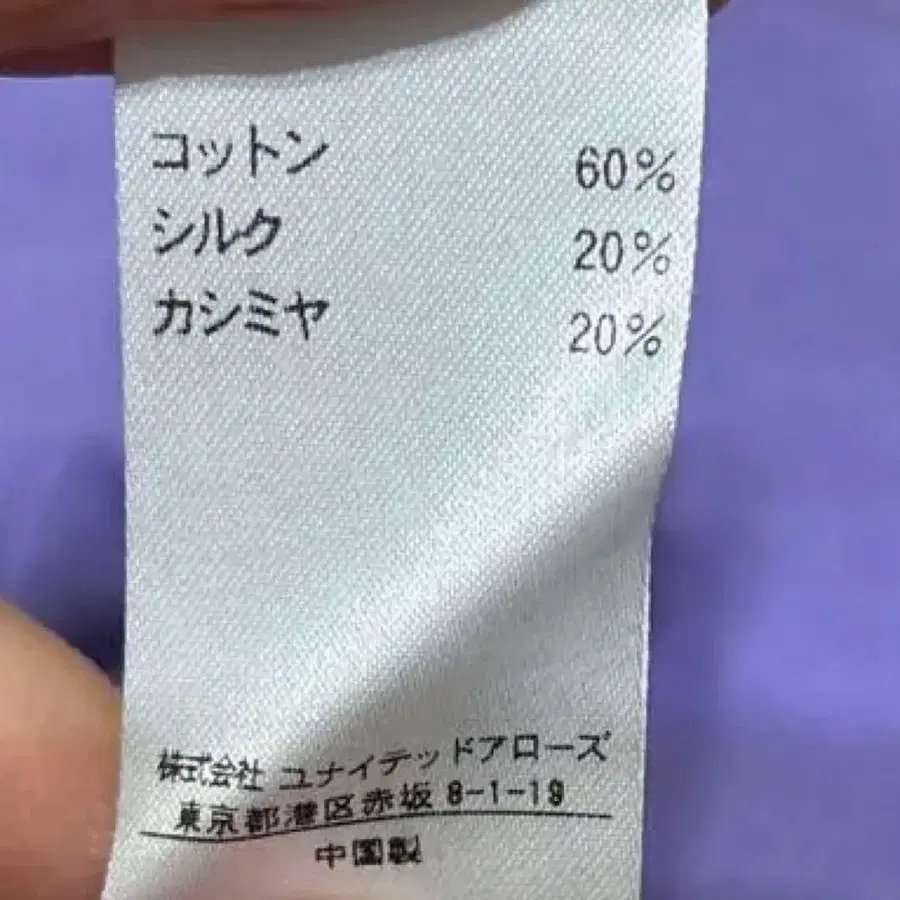 コットン 60%
シルク 20%
カシミヤ 20%
株式会社 ユナイテッドアローズ
東京都港区赤坂 8-1-19
中国製